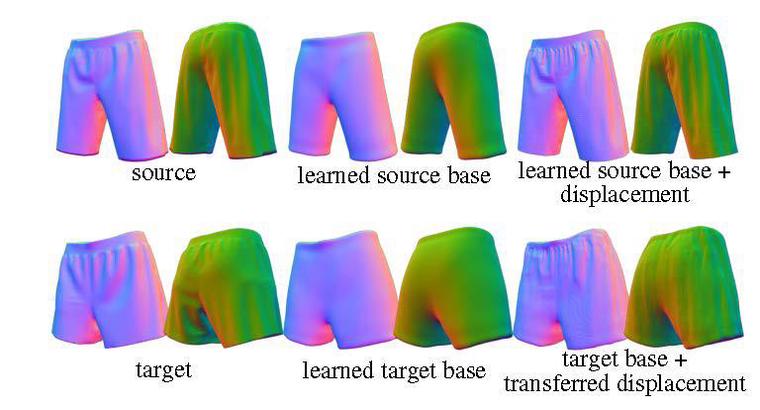 source
learned source base
learned source base +
displacement
target
learned target base
target base +
transferred displacement